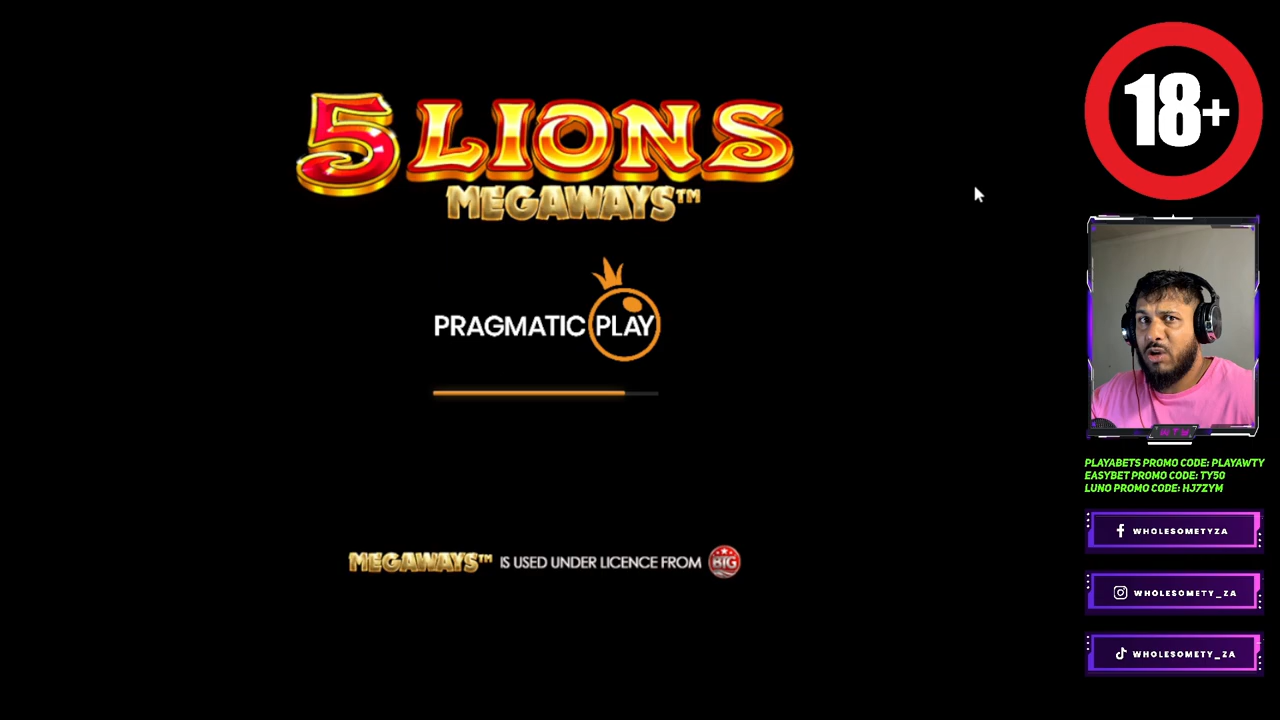 5 LIONS
MEGAWAYS™
PRAGMATIC PLAY
MEGAWAYS™ IS USED UNDER LICENCE FROM BIG
18+
WTW
PLAYABETS PROMO CODE: PLAYAWTY
EASYBET PROMO CODE: TY50
LUNO PROMO CODE: HJ7ZYM
WHOLESOMETYZA
WHOLESOMETY_ZA
WHOLESOMETY_ZA